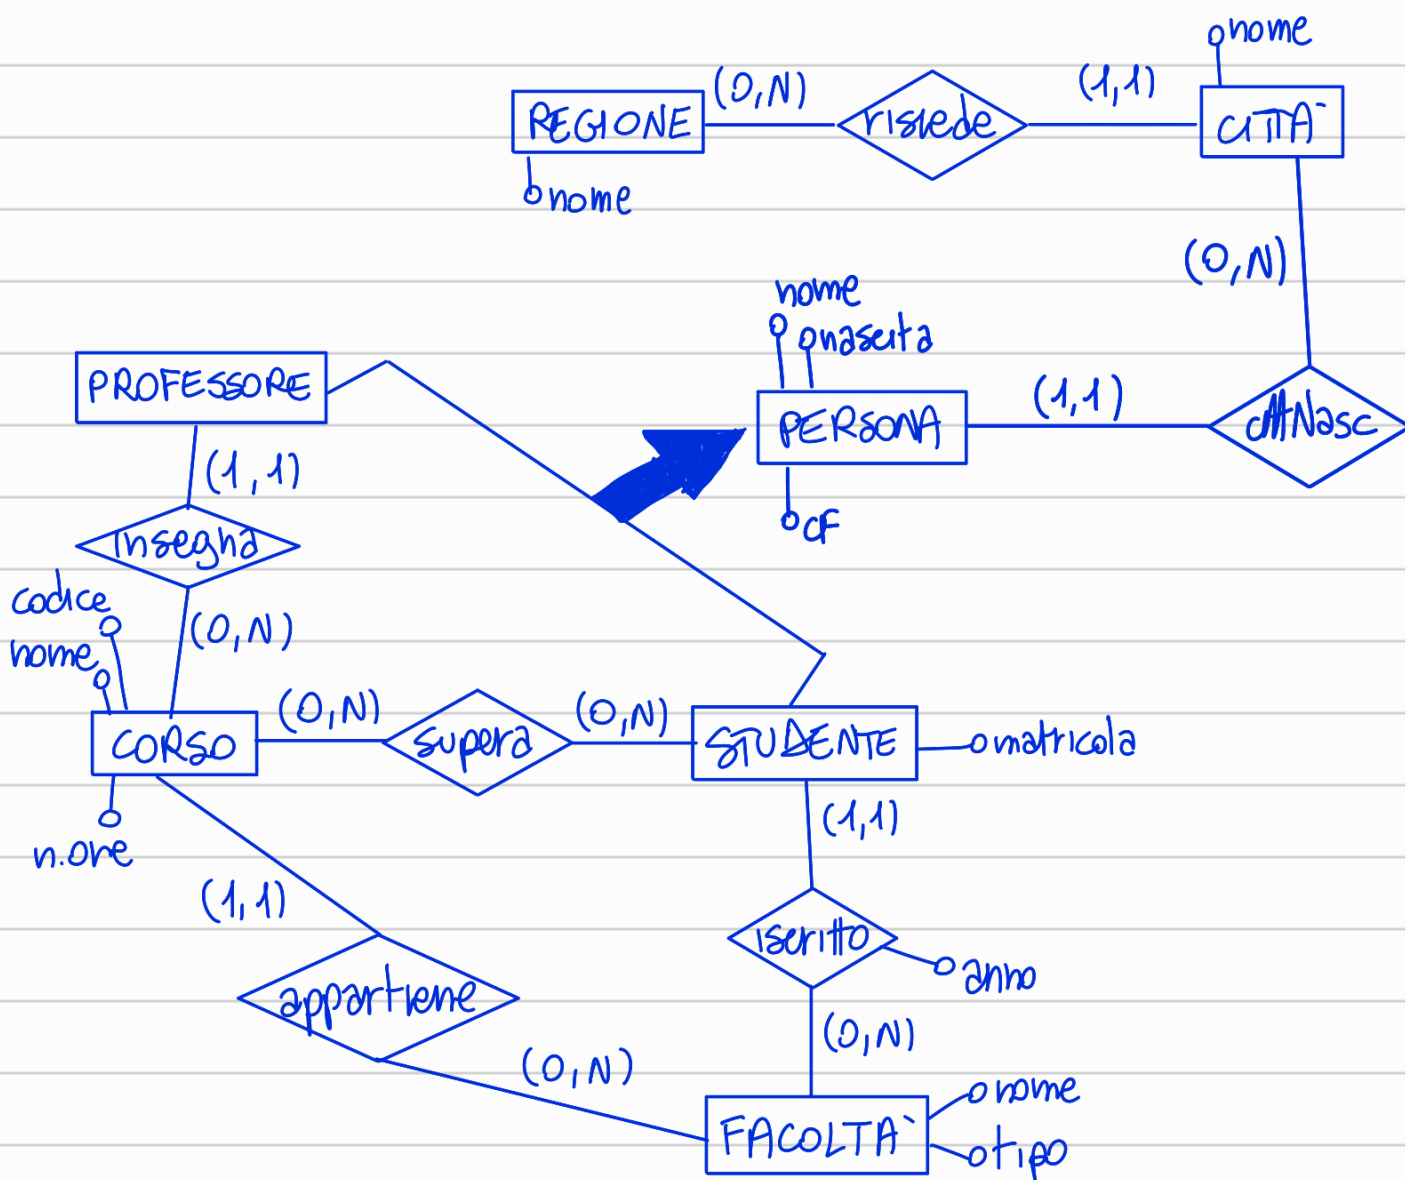 nome
REGIONE
(0,N)
risiede
(1,1)
CITTÀ
nome
(0,N)
nome
nascita
PROFESSORE
PERSONA
(1,1)
cittNasc
(1,1)
CF
insegna
codice
(0,N)
nome
CORSO
(0,N)
supera
(0,N)
STUDENTE
matricola
n.ore
(1,1)
(1,1)
iscritto
anno
appartiene
(0,N)
(0,N)
FACOLTÀ
nome
tipo